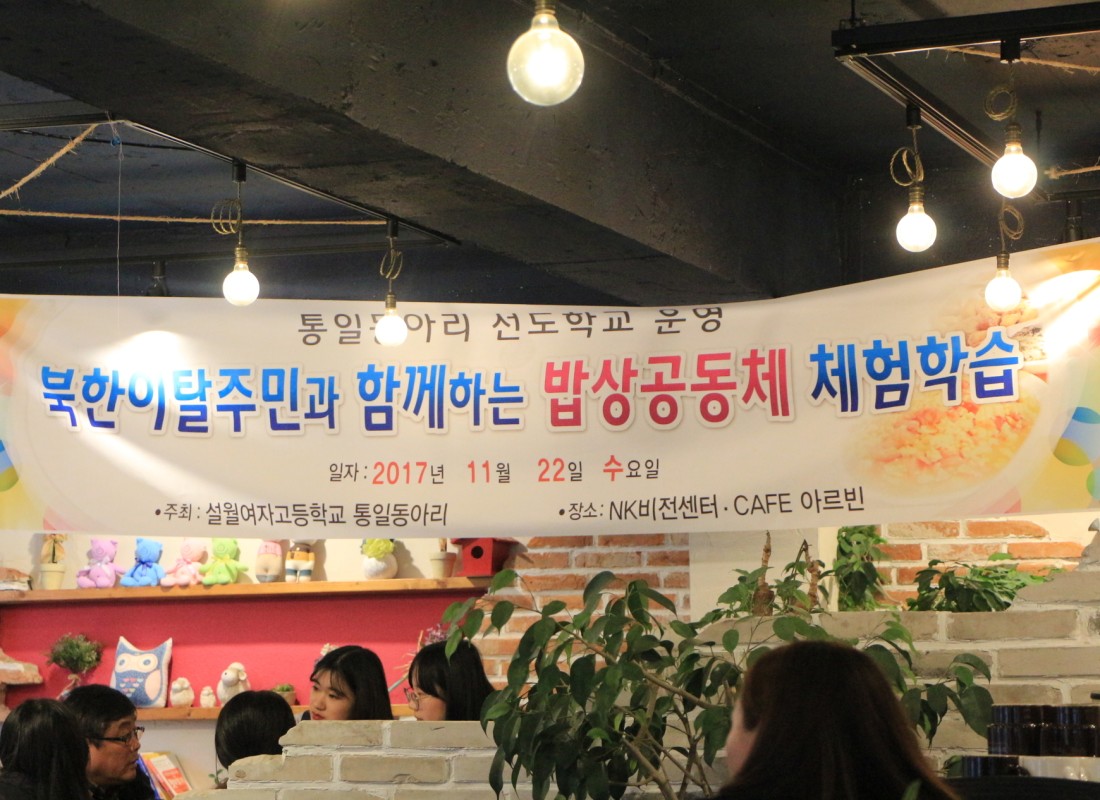 통일동아리 선도학교 운영
북한이탈주민과 함께하는 밥상공동체 체험학습
일자 : 2017년 11월 22일 수요일
•주최 : 설월여자고등학교 통일동아리 •장소 : NK비전센터 · CAFE 아르빈